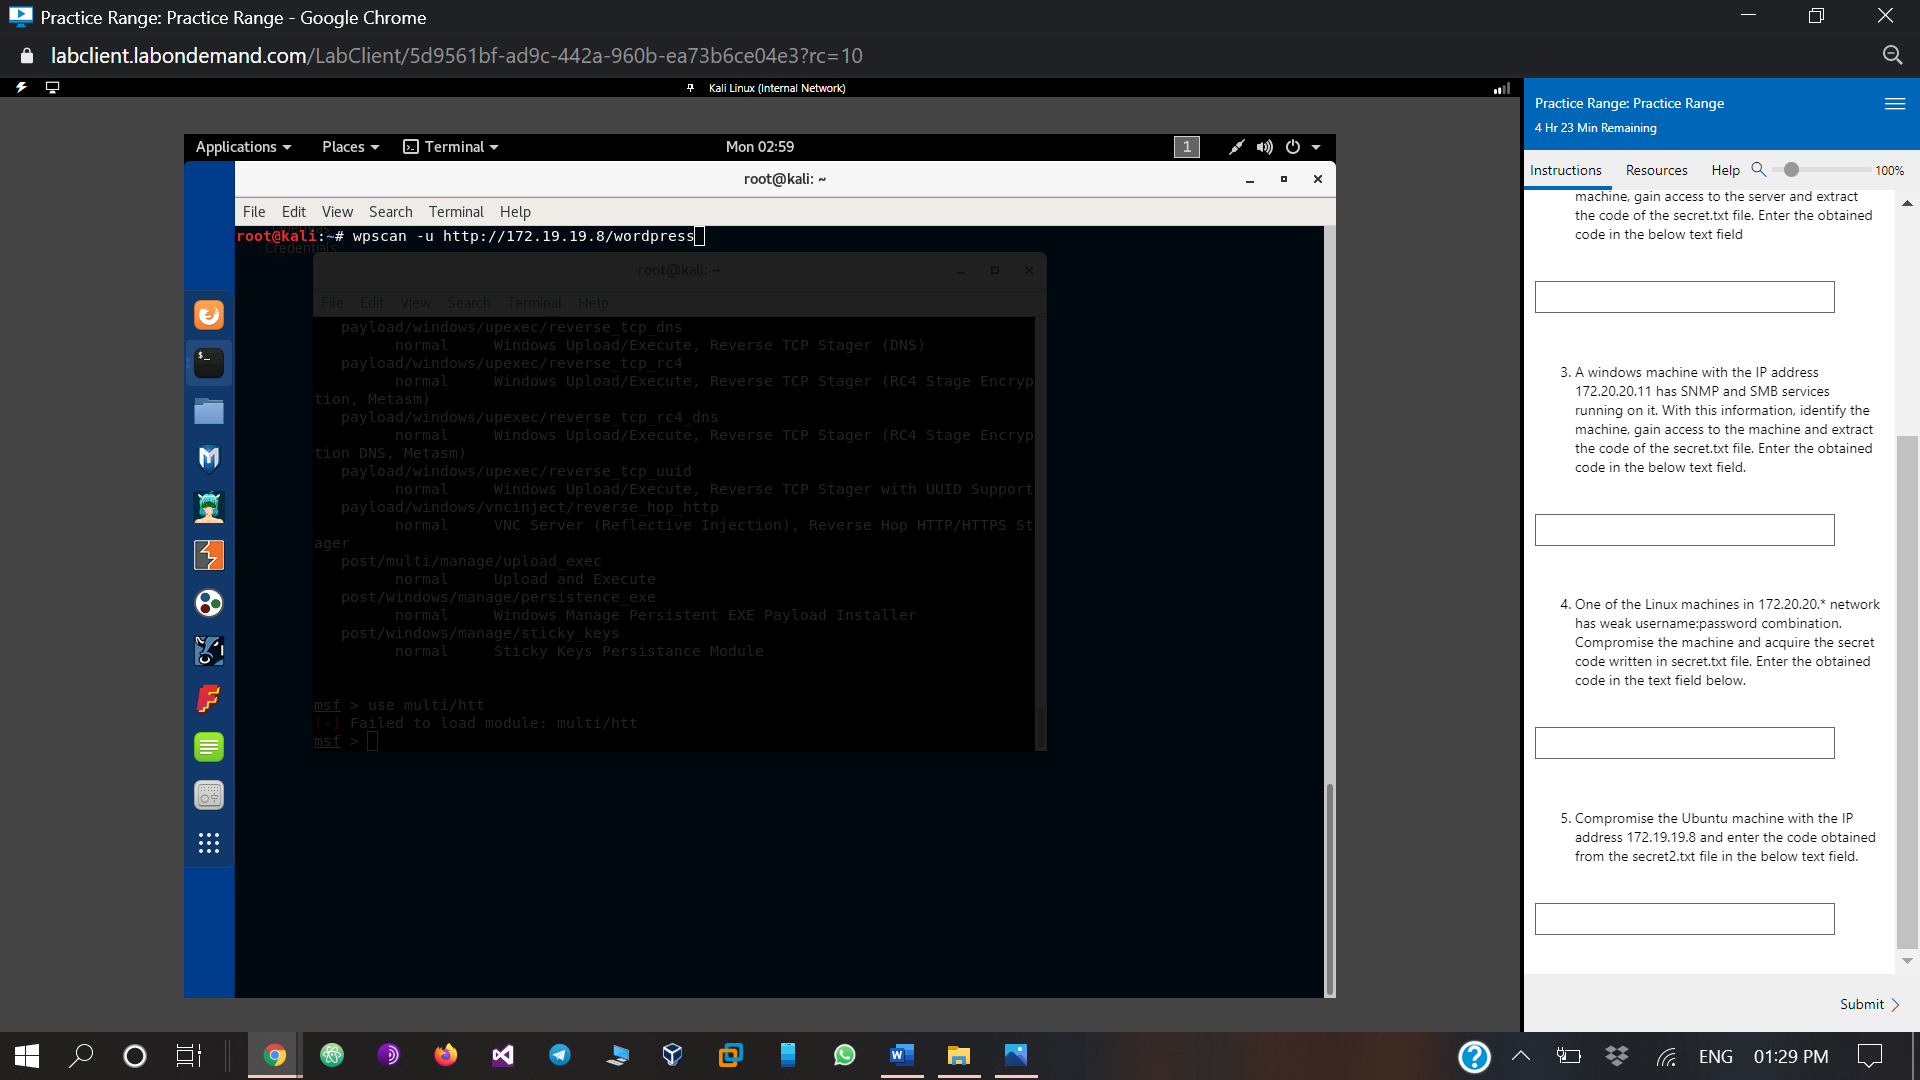 Practice Range: Practice Range - Google Chrome
labclient.labondemand.com/LabClient/5d9561bf-ad9c-442a-960b-ea73b6ce04e3?rc=10
Kali Linux (Internal Network)
Applications Places Terminal Mon 02:59 1
root@kali: ~
File Edit View Search Terminal Help
root@kali:~# wpscan -u http://172.19.19.8/wordpress
Credentials
root@kali: ~
File Edit View Search Terminal Help
payload/windows/upexec/reverse_tcp_dns
normal Windows Upload/Execute, Reverse TCP Stager (DNS)
payload/windows/upexec/reverse_tcp_rc4
normal Windows Upload/Execute, Reverse TCP Stager (RC4 Stage Encryp
tion, Metasm)
payload/windows/upexec/reverse_tcp_rc4_dns
normal Windows Upload/Execute, Reverse TCP Stager (RC4 Stage Encryp
tion DNS, Metasm)
payload/windows/upexec/reverse_tcp_uuid
normal Windows Upload/Execute, Reverse TCP Stager with UUID Support
payload/windows/vncinject/reverse_hop_http
normal VNC Server (Reflective Injection), Reverse Hop HTTP/HTTPS St
ager
post/multi/manage/upload_exec
normal Upload and Execute
post/windows/manage/persistence_exe
normal Windows Manage Persistent EXE Payload Installer
post/windows/manage/sticky_keys
normal Sticky Keys Persistance Module
msf > use multi/htt
[-] Failed to load module: multi/htt
msf >
Practice Range: Practice Range
4 Hr 23 Min Remaining
Instructions Resources Help 100%
machine, gain access to the server and extract
the code of the secret.txt file. Enter the obtained
code in the below text field
3. A windows machine with the IP address
172.20.20.11 has SNMP and SMB services
running on it. With this information, identify the
machine, gain access to the machine and extract
the code of the secret.txt file. Enter the obtained
code in the below text field.
4. One of the Linux machines in 172.20.20.* network
has weak username:password combination.
Compromise the machine and acquire the secret
code written in secret.txt file. Enter the obtained
code in the text field below.
5. Compromise the Ubuntu machine with the IP
address 172.19.19.8 and enter the code obtained
from the secret2.txt file in the below text field.
Submit
ENG 01:29 PM